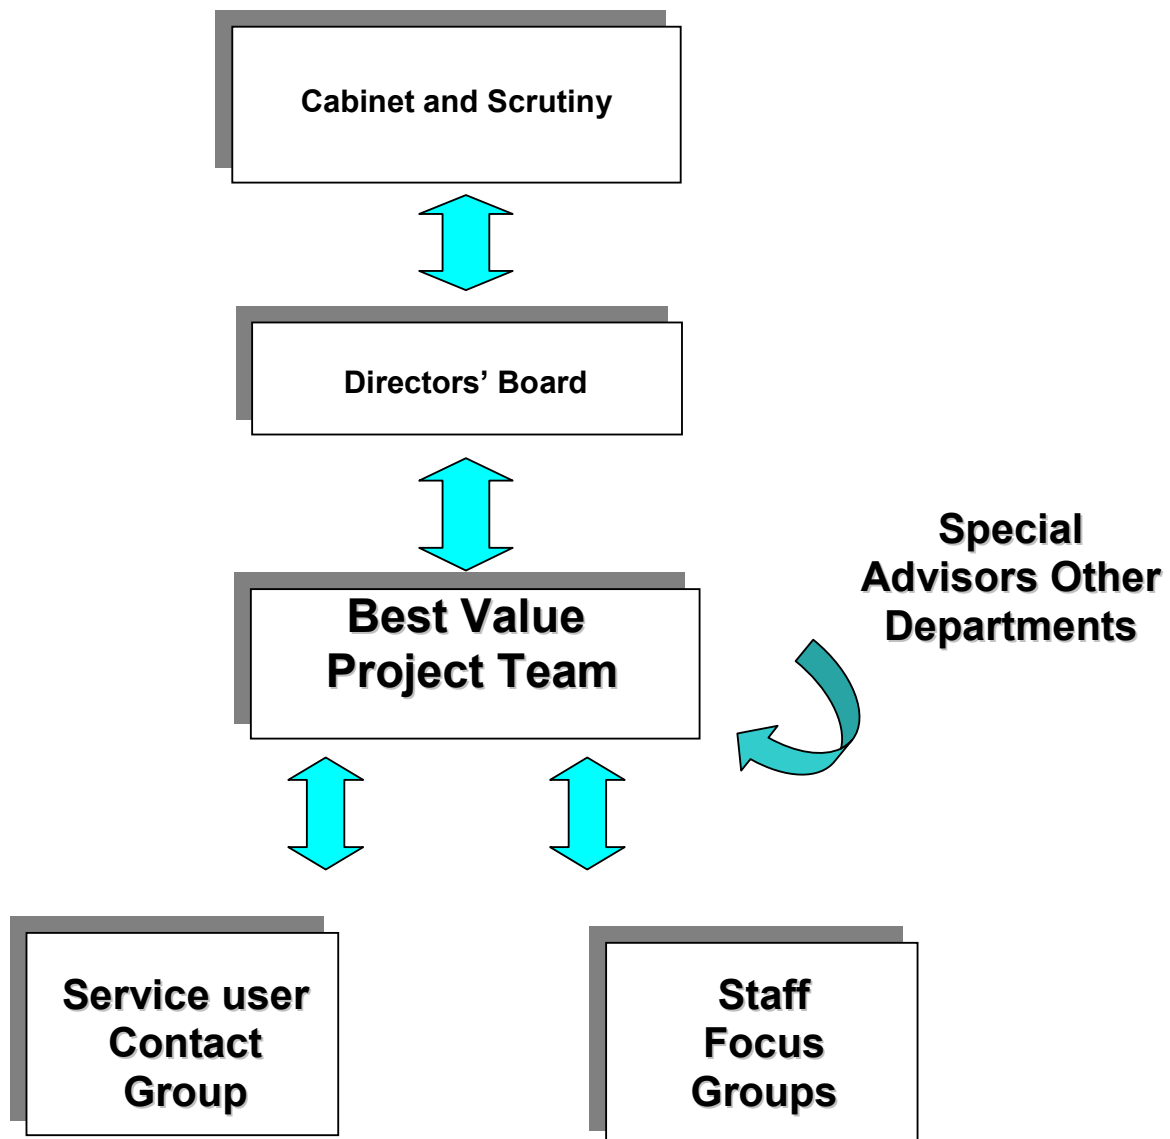 Cabinet and Scrutiny
Directors’ Board
Special
Advisors Other
Departments
Best Value
Project Team
Service user
Contact
Group
Staff
Focus
Groups